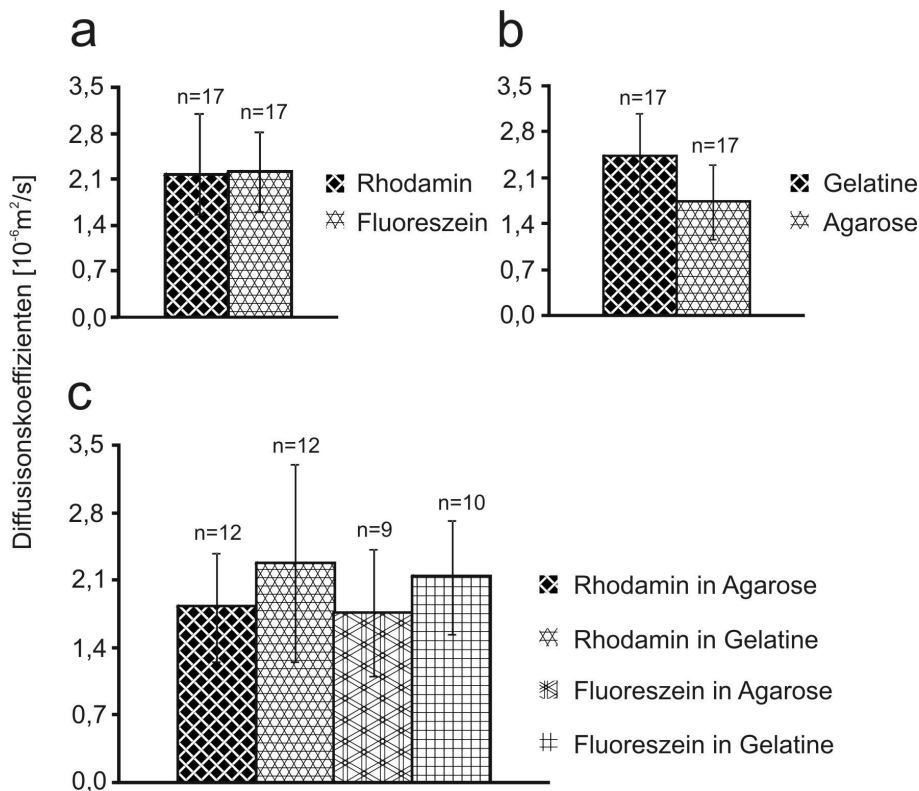 a
3,5
2,8
2,1
1,4
0,7
0,0
n=17
n=17
Rhodamin
Fluoreszein
b
3,5
2,8
2,1
1,4
0,7
0,0
n=17
n=17
Gelatine
Agarose
Diffusisonskoeffizienten [10⁻⁶m²/s]
c
3,5
2,8
2,1
1,4
0,7
0,0
n=12
n=12
n=9
n=10
Rhodamin in Agarose
Rhodamin in Gelatine
Fluoreszein in Agarose
Fluoreszein in Gelatine